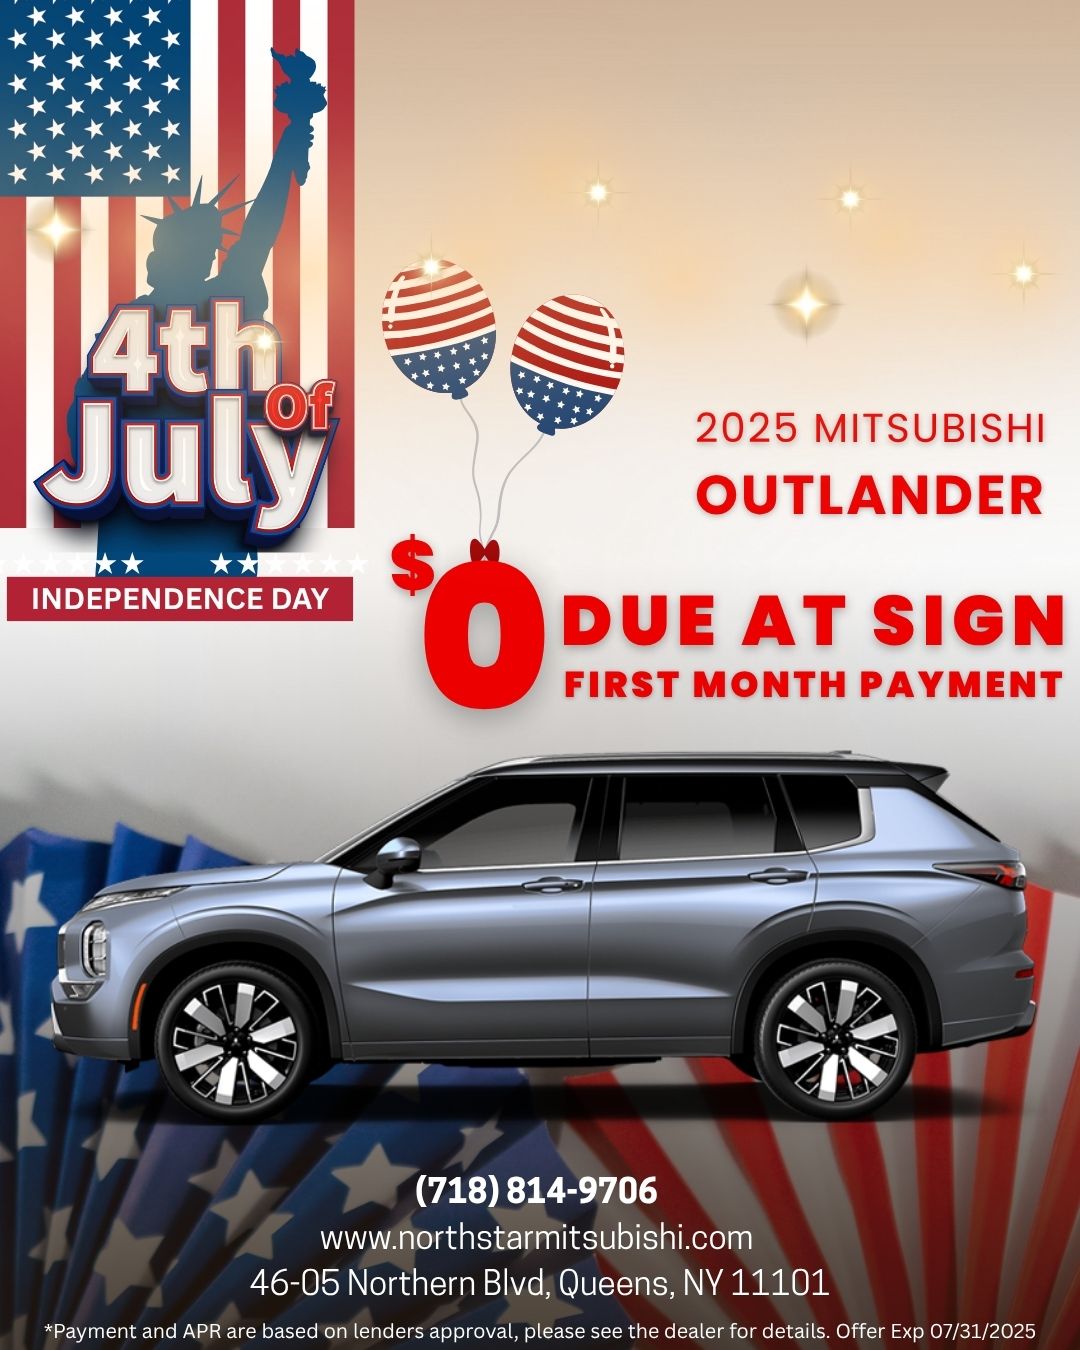 4th
Of
July
INDEPENDENCE DAY
2025 MITSUBISHI
OUTLANDER
$0 DUE AT SIGN
FIRST MONTH PAYMENT
(718) 814-9706
www.northstarmitsubishi.com
46-05 Northern Blvd, Queens, NY 11101
*Payment and APR are based on lenders approval, please see the dealer for details. Offer Exp 07/31/2025